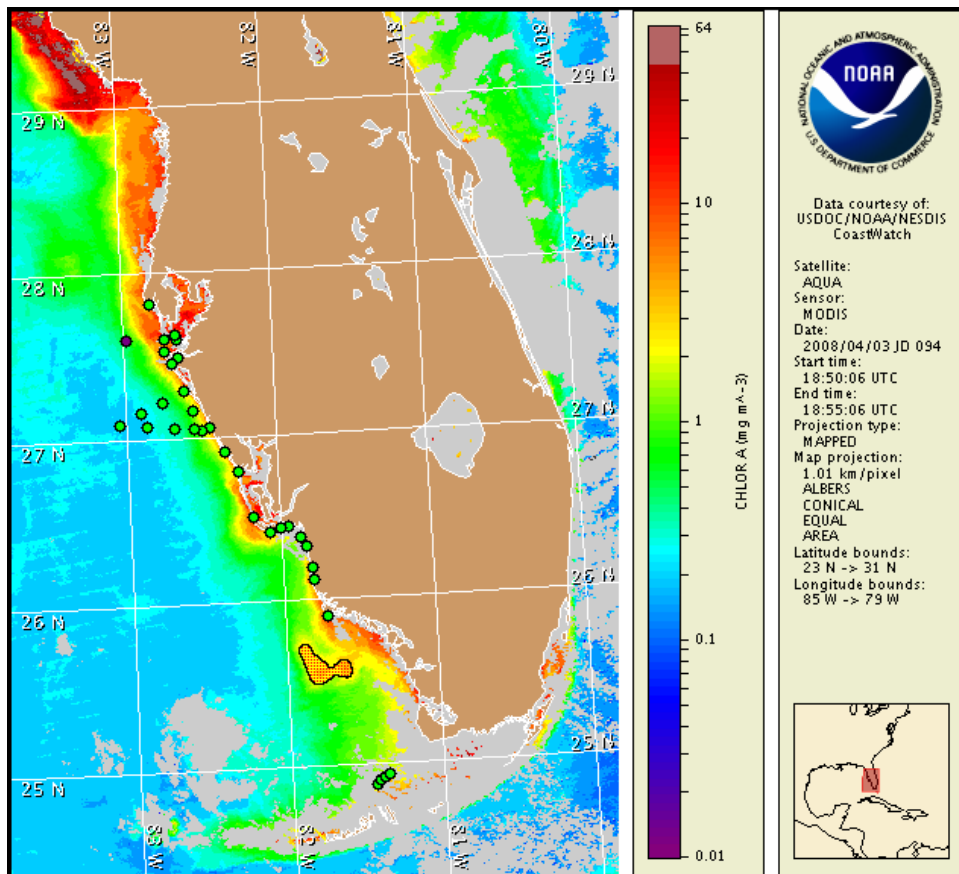 83 W
82 W
81 W
80 W
29 N
29 N
28 N
28 N
27 N
27 N
26 N
26 N
25 N
25 N
83 W
82 W
81 W
64
10
1
0.1
0.01
CHLOR A (mg m^-3)
NATIONAL OCEANIC AND ATMOSPHERIC ADMINISTRATION
NOAA
U.S. DEPARTMENT OF COMMERCE
Data courtesy of:
USDOC/NOAA/NESDIS
CoastWatch
Satellite:
AQUA
Sensor:
MODIS
Date:
2008/04/03 JD 094
Start time:
18:50:06 UTC
End time:
18:55:06 UTC
Projection type:
MAPPED
Map projection:
1.01 km/pixel
ALBERS
CONICAL
EQUAL
AREA
Latitude bounds:
23 N -> 31 N
Longitude bounds:
85 W -> 79 W